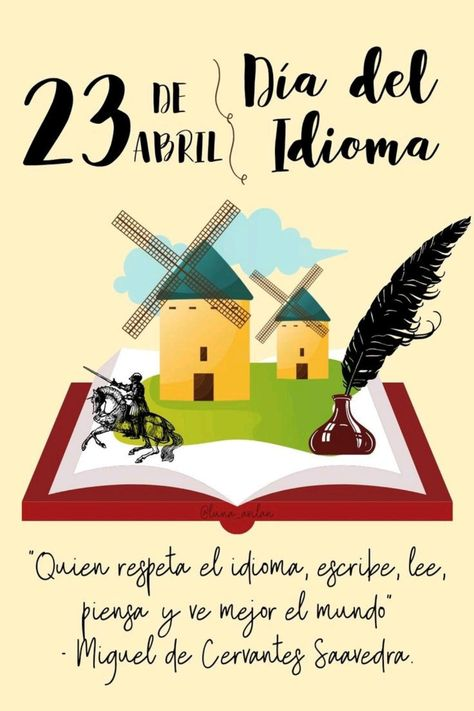 23 DE ABRIL
Día del Idioma
@luna_anlan
"Quien respeta el idioma, escribe, lee,
piensa y ve mejor el mundo"
- Miguel de Cervantes Saavedra.